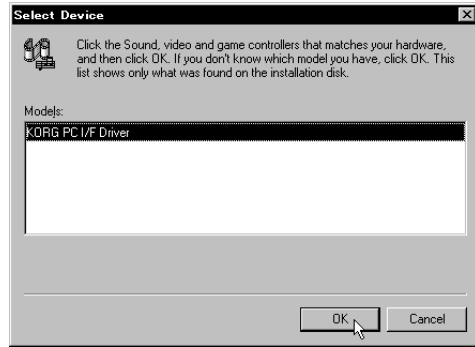 Select Device
Click the Sound, video and game controllers that matches your hardware,
and then click OK. If you don't know which model you have, click OK. This
list shows only what was found on the installation disk.
Models:
KORG PC I/F Driver
OK
Cancel